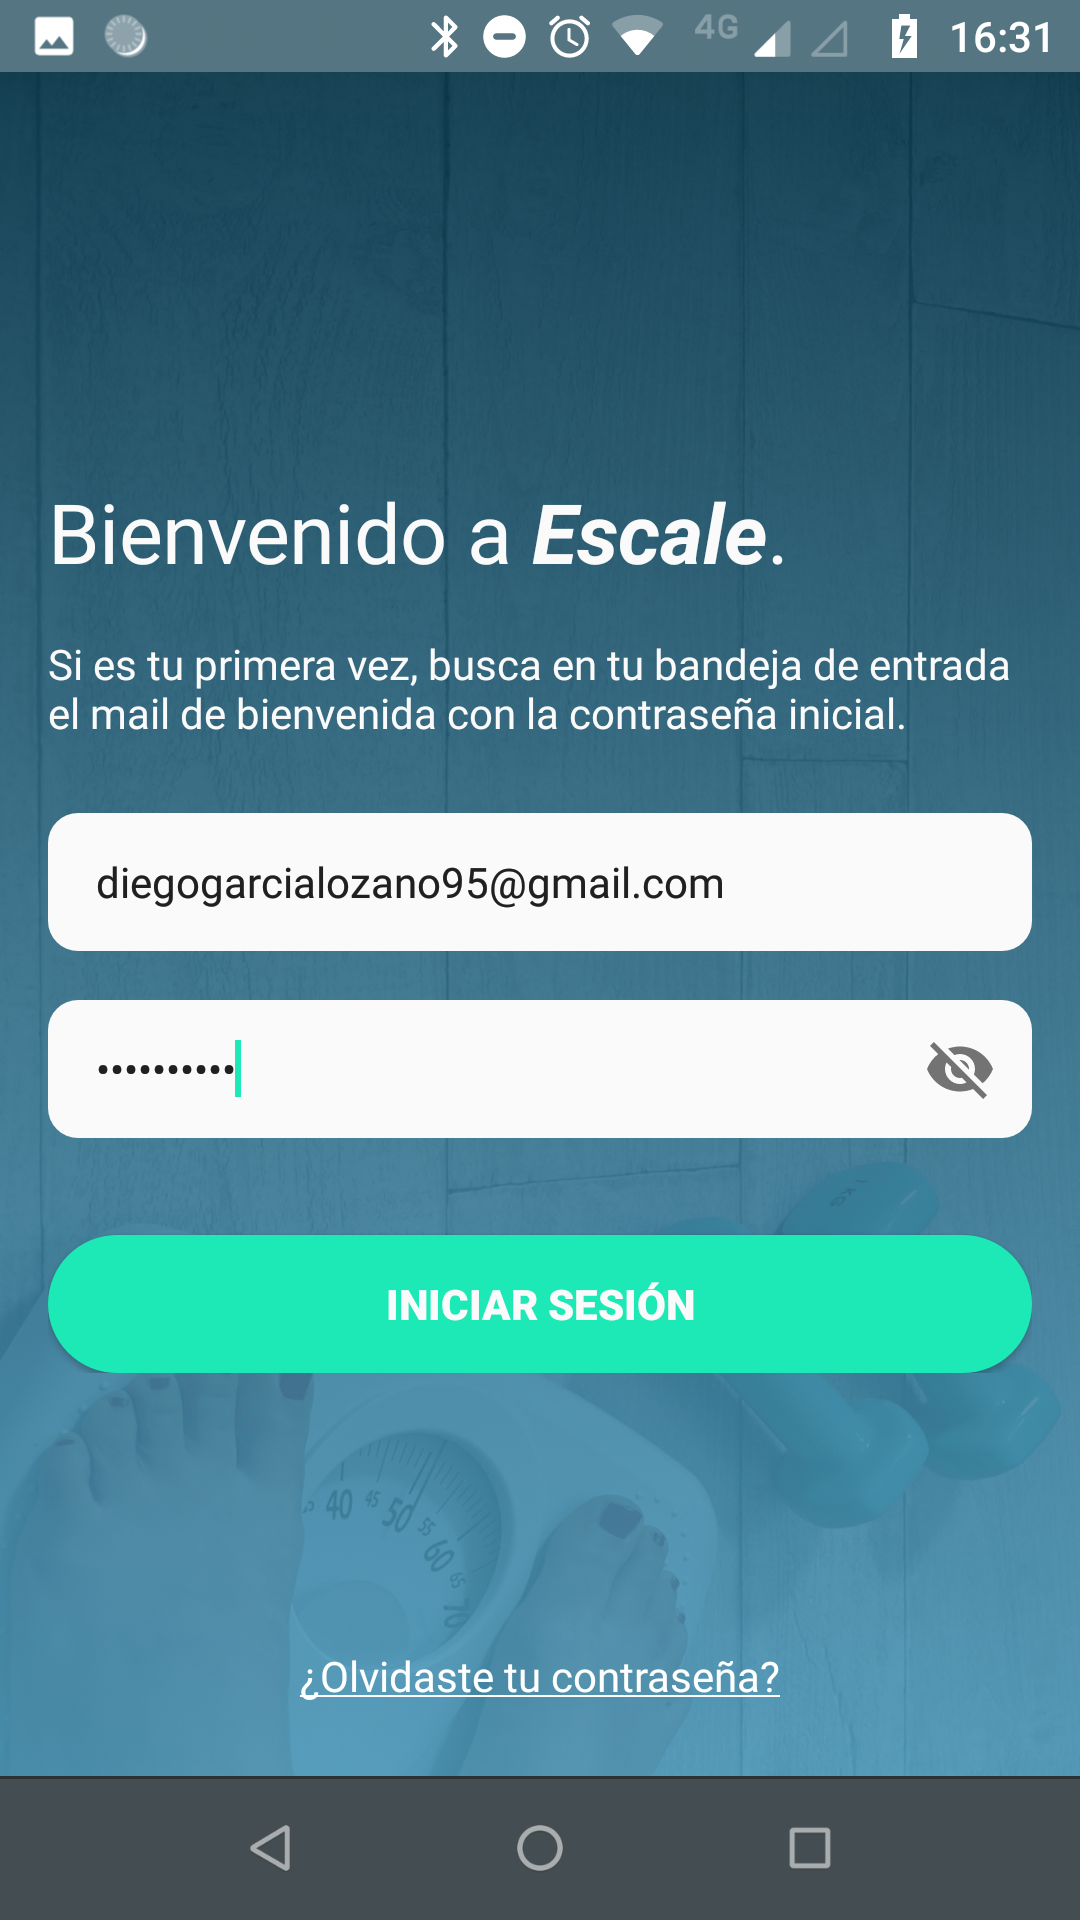 4G 16:31
Bienvenido a Escale.
Si es tu primera vez, busca en tu bandeja de entrada
el mail de bienvenida con la contraseña inicial.
diegogarcialozano95@gmail.com
••••••••••
INICIAR SESIÓN
40 45 50 55 60 65 70
¿Olvidaste tu contraseña?